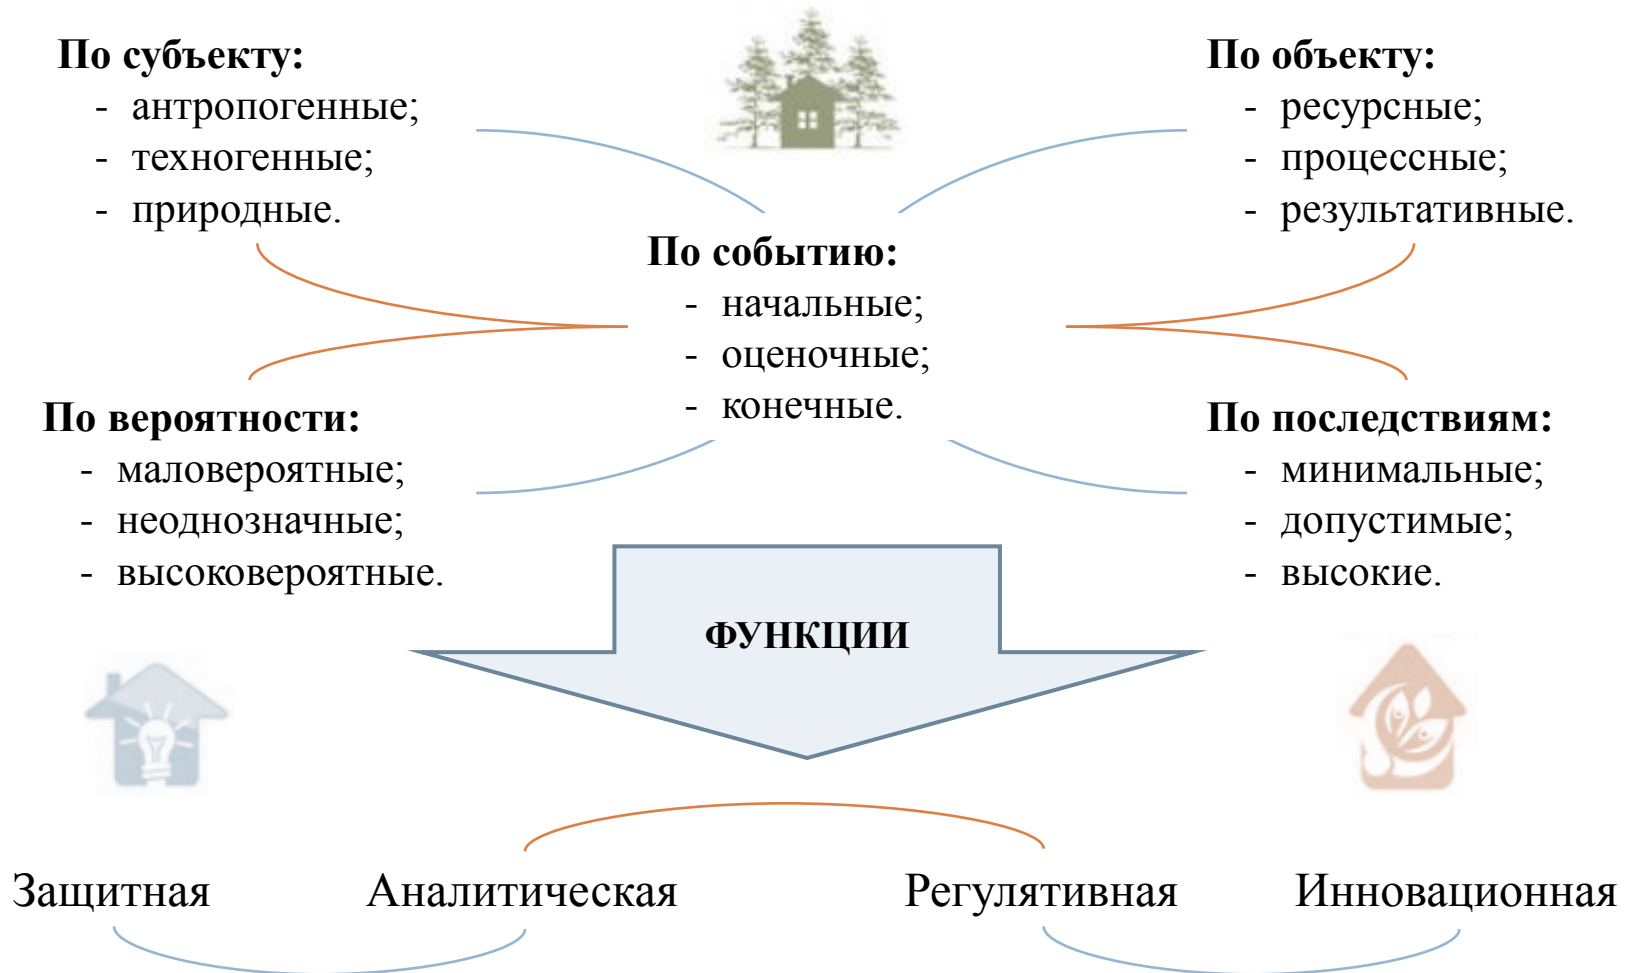 По субъекту:
- антропогенные;
- техногенные;
- природные.
По объекту:
- ресурсные;
- процессные;
- результативные.
По событию:
- начальные;
- оценочные;
- конечные.
По вероятности:
- маловероятные;
- неоднозначные;
- высоковероятные.
По последствиям:
- минимальные;
- допустимые;
- высокие.
ФУНКЦИИ
Защитная
Аналитическая
Регулятивная
Инновационная